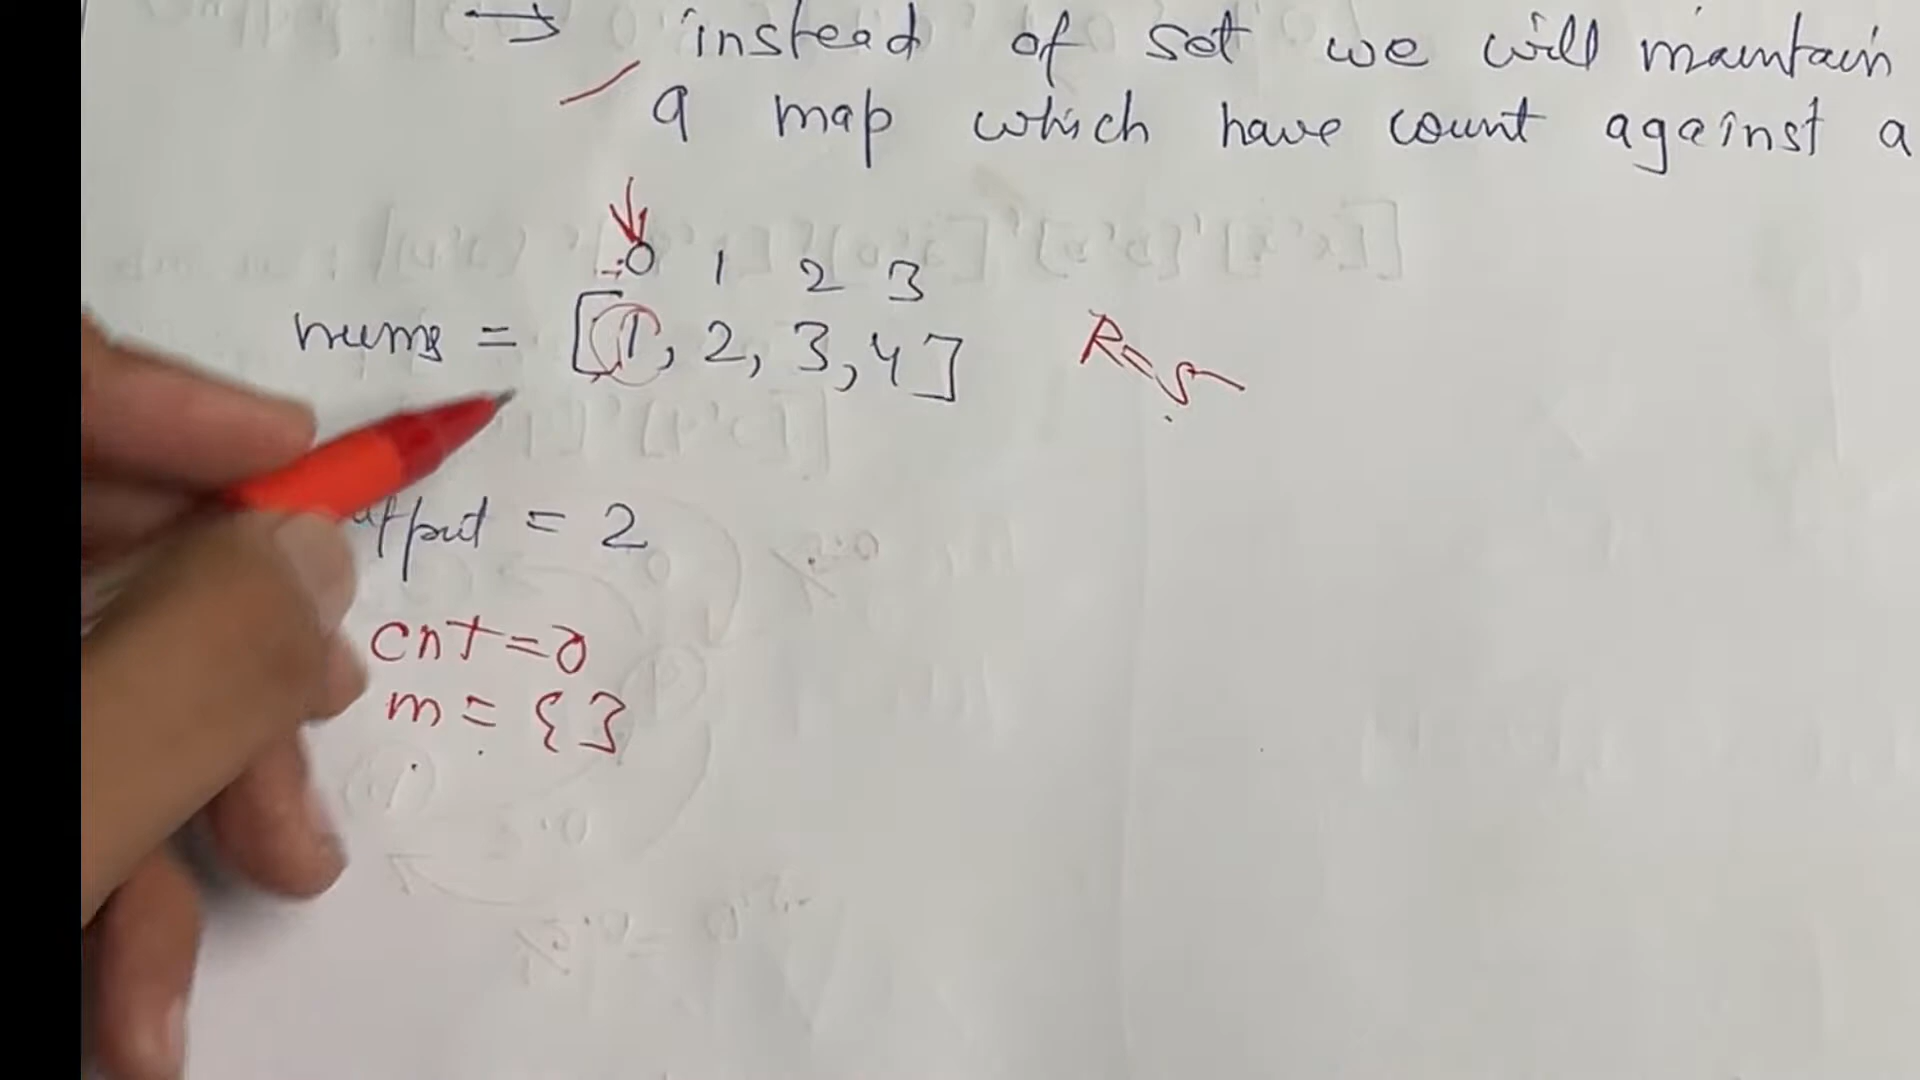 → instead of set we will maintain
a map which have count against a
0 1 2 3
nums = [1, 2, 3, 4]
output = 2
cnt=0
m = {}